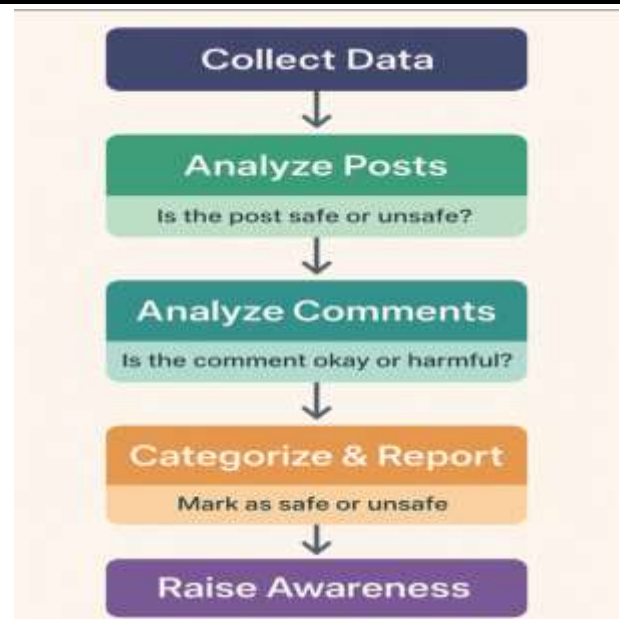 Collect Data
Analyze Posts
Is the post safe or unsafe?
Analyze Comments
Is the comment okay or harmful?
Categorize & Report
Mark as safe or unsafe
Raise Awareness